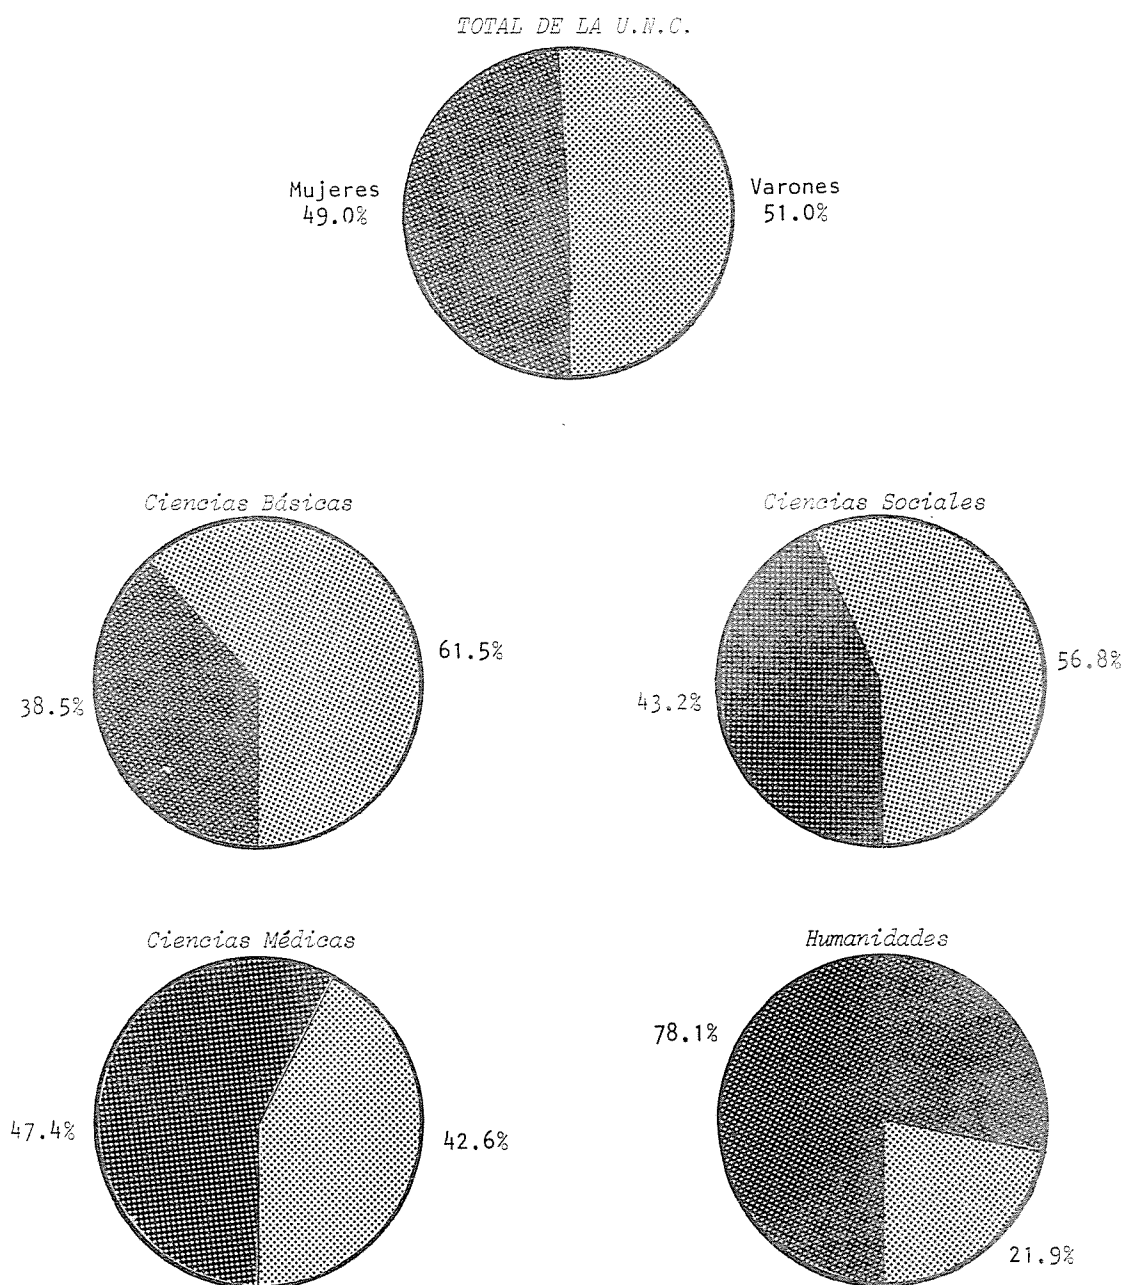 TOTAL DE LA U.N.C.
Mujeres
49.0%
Varones
51.0%
Ciencias Básicas
61.5%
38.5%
Ciencias Sociales
56.8%
43.2%
Ciencias Médicas
47.4%
42.6%
Humanidades
78.1%
21.9%